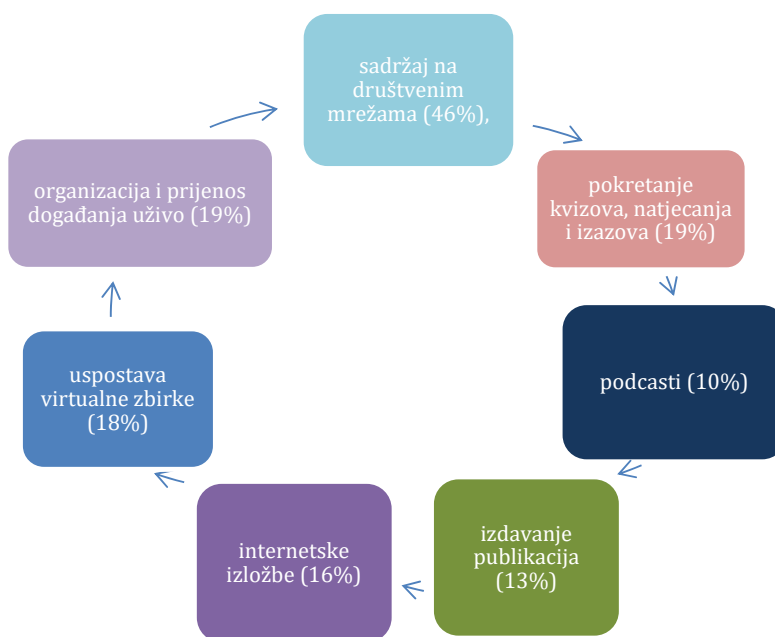 sadržaj na
društvenim
mrežama (46%),
pokretanje
kvizova, natjecanja
i izazova (19%)
podcasti (10%)
izdavanje
publikacija
(13%)
internetske
izložbe (16%)
uspostava
virtualne zbirke
(18%)
organizacija i prijenos
događanja uživo (19%)